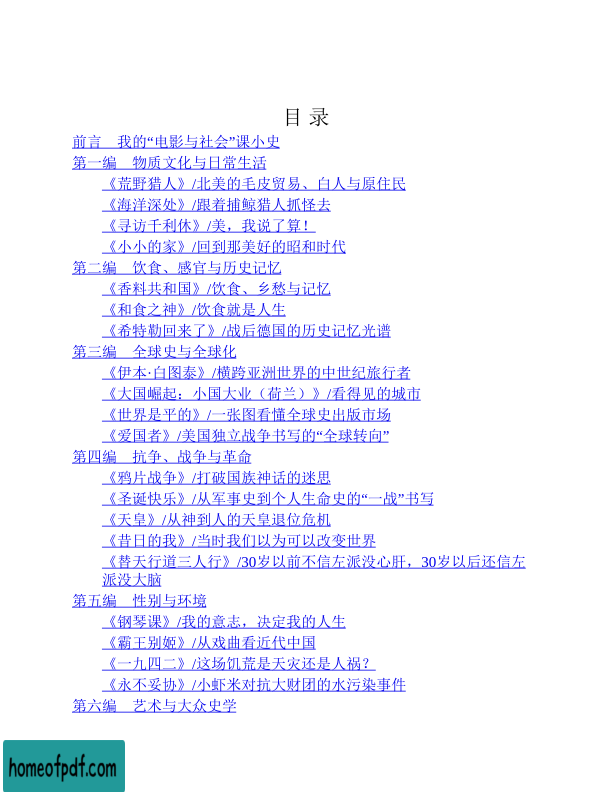 目 录
前言　我的“电影与社会”课小史
第一编　物质文化与日常生活
《荒野猎人》/北美的毛皮贸易、白人与原住民
《海洋深处》/跟着捕鲸猎人抓怪去
《寻访千利休》/美，我说了算！
《小小的家》/回到那美好的昭和时代
第二编　饮食、感官与历史记忆
《香料共和国》/饮食、乡愁与记忆
《和食之神》/饮食就是人生
《希特勒回来了》/战后德国的历史记忆光谱
第三编　全球史与全球化
《伊本·白图泰》/横跨亚洲世界的中世纪旅行者
《大国崛起：小国大业（荷兰）》/看得见的城市
《世界是平的》/一张图看懂全球史出版市场
《爱国者》/美国独立战争书写的“全球转向”
第四编　抗争、战争与革命
《鸦片战争》/打破国族神话的迷思
《圣诞快乐》/从军事史到个人生命史的“一战”书写
《天皇》/从神到人的天皇退位危机
《昔日的我》/当时我们以为可以改变世界
《替天行道三人行》/30岁以前不信左派没心肝，30岁以后还信左
派没大脑
第五编　性别与环境
《钢琴课》/我的意志，决定我的人生
《霸王别姬》/从戏曲看近代中国
《一九四二》/这场饥荒是天灾还是人祸？
《永不妥协》/小虾米对抗大财团的水污染事件
第六编　艺术与大众史学
homeofpdf.com